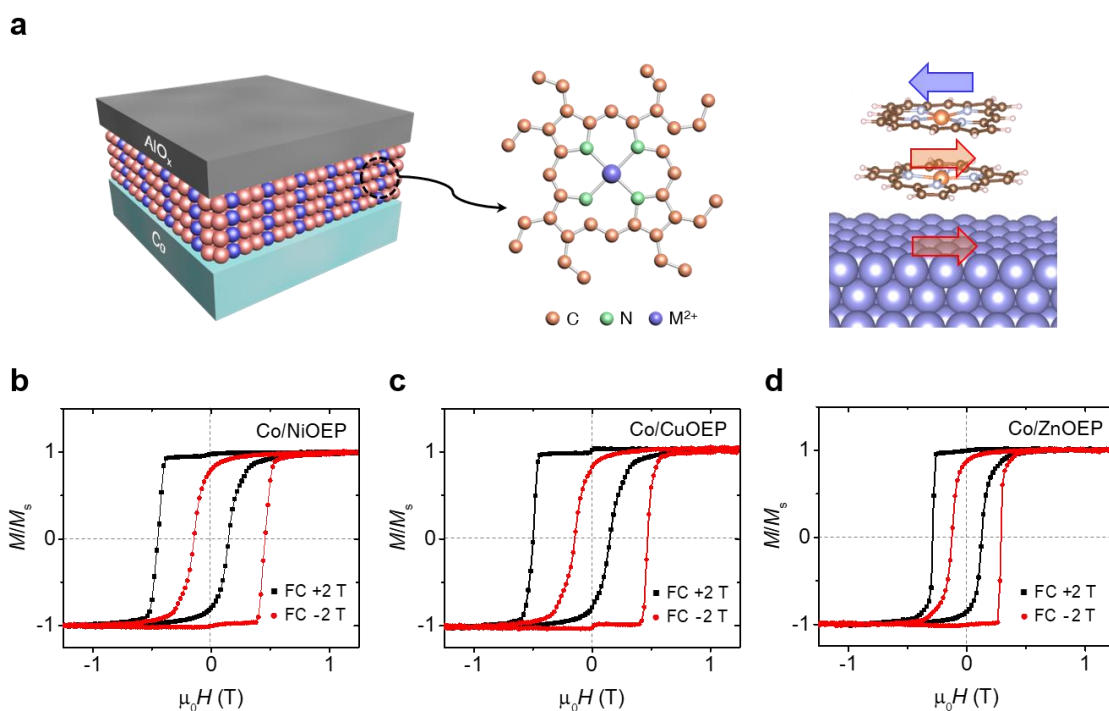 a
AlOₓ
Co
C N M²⁺
b
Co/NiOEP
1
0
-1
M/Mₛ
FC +2 T
FC -2 T
-1 0 1
μ₀H (T)
c
Co/CuOEP
1
0
-1
M/Mₛ
FC +2 T
FC -2 T
-1 0 1
μ₀H (T)
d
Co/ZnOEP
1
0
-1
M/Mₛ
FC +2 T
FC -2 T
-1 0 1
μ₀H (T)